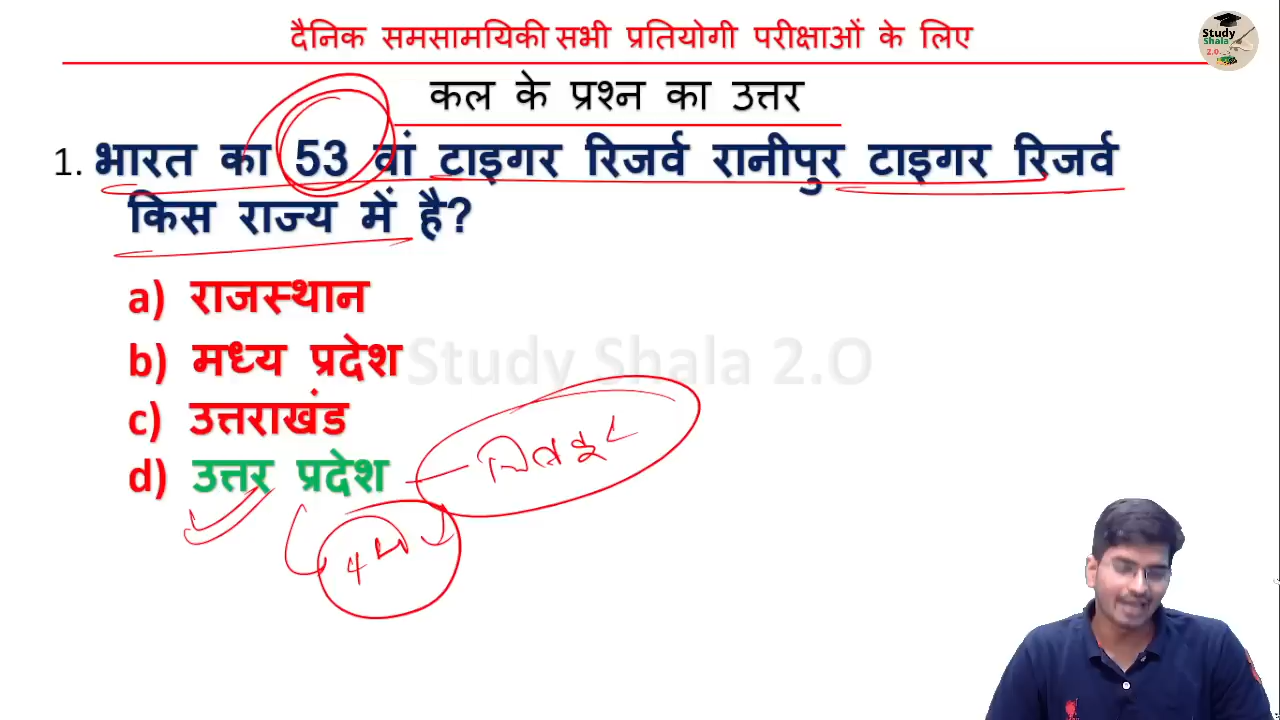 दैनिक समसामयिकी सभी प्रतियोगी परीक्षाओं के लिए
Study
Shala
2.0.
कल के प्रश्न का उत्तर
1. भारत का 53 वां टाइगर रिजर्व रानीपुर टाइगर रिजर्व
किस राज्य में है?
a) राजस्थान
b) मध्य प्रदेश
Study Shala 2.O
c) उत्तराखंड
d) उत्तर प्रदेश